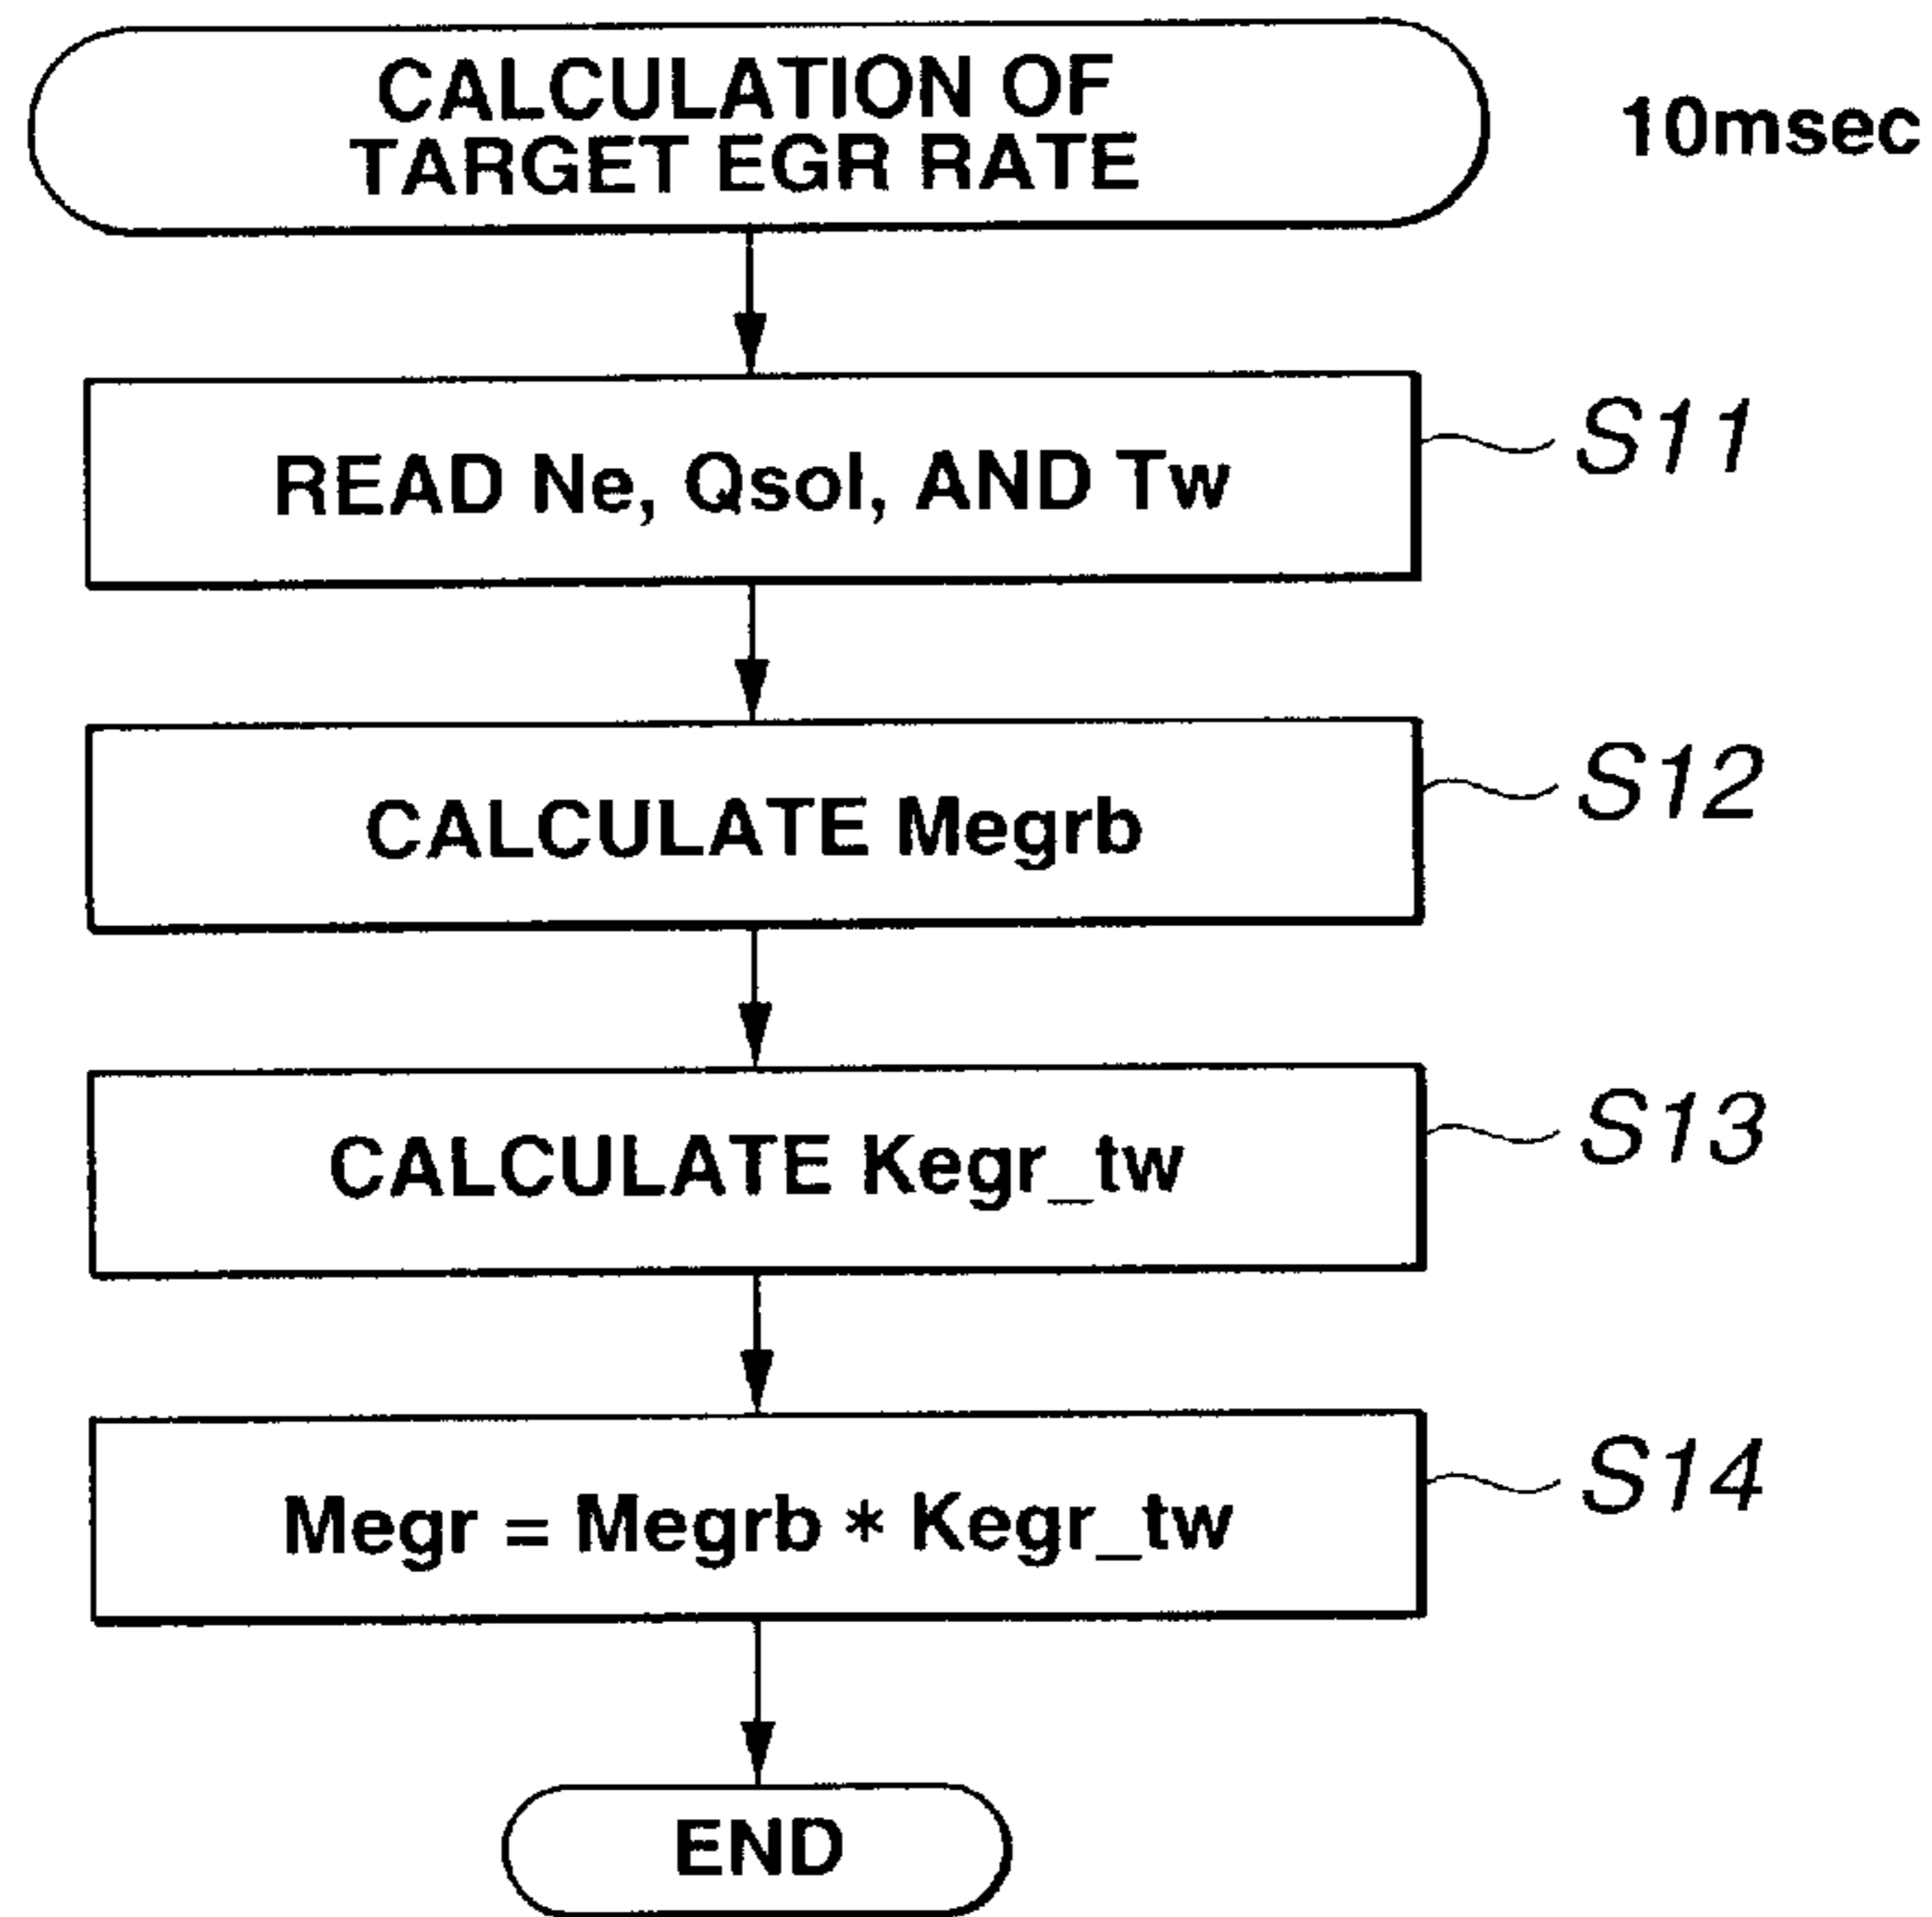 CALCULATION OF
TARGET EGR RATE
10msec
READ Ne, Qsol, AND Tw
S11
CALCULATE Megrb
S12
CALCULATE Kegr_tw
S13
Megr = Megrb * Kegr_tw
S14
END